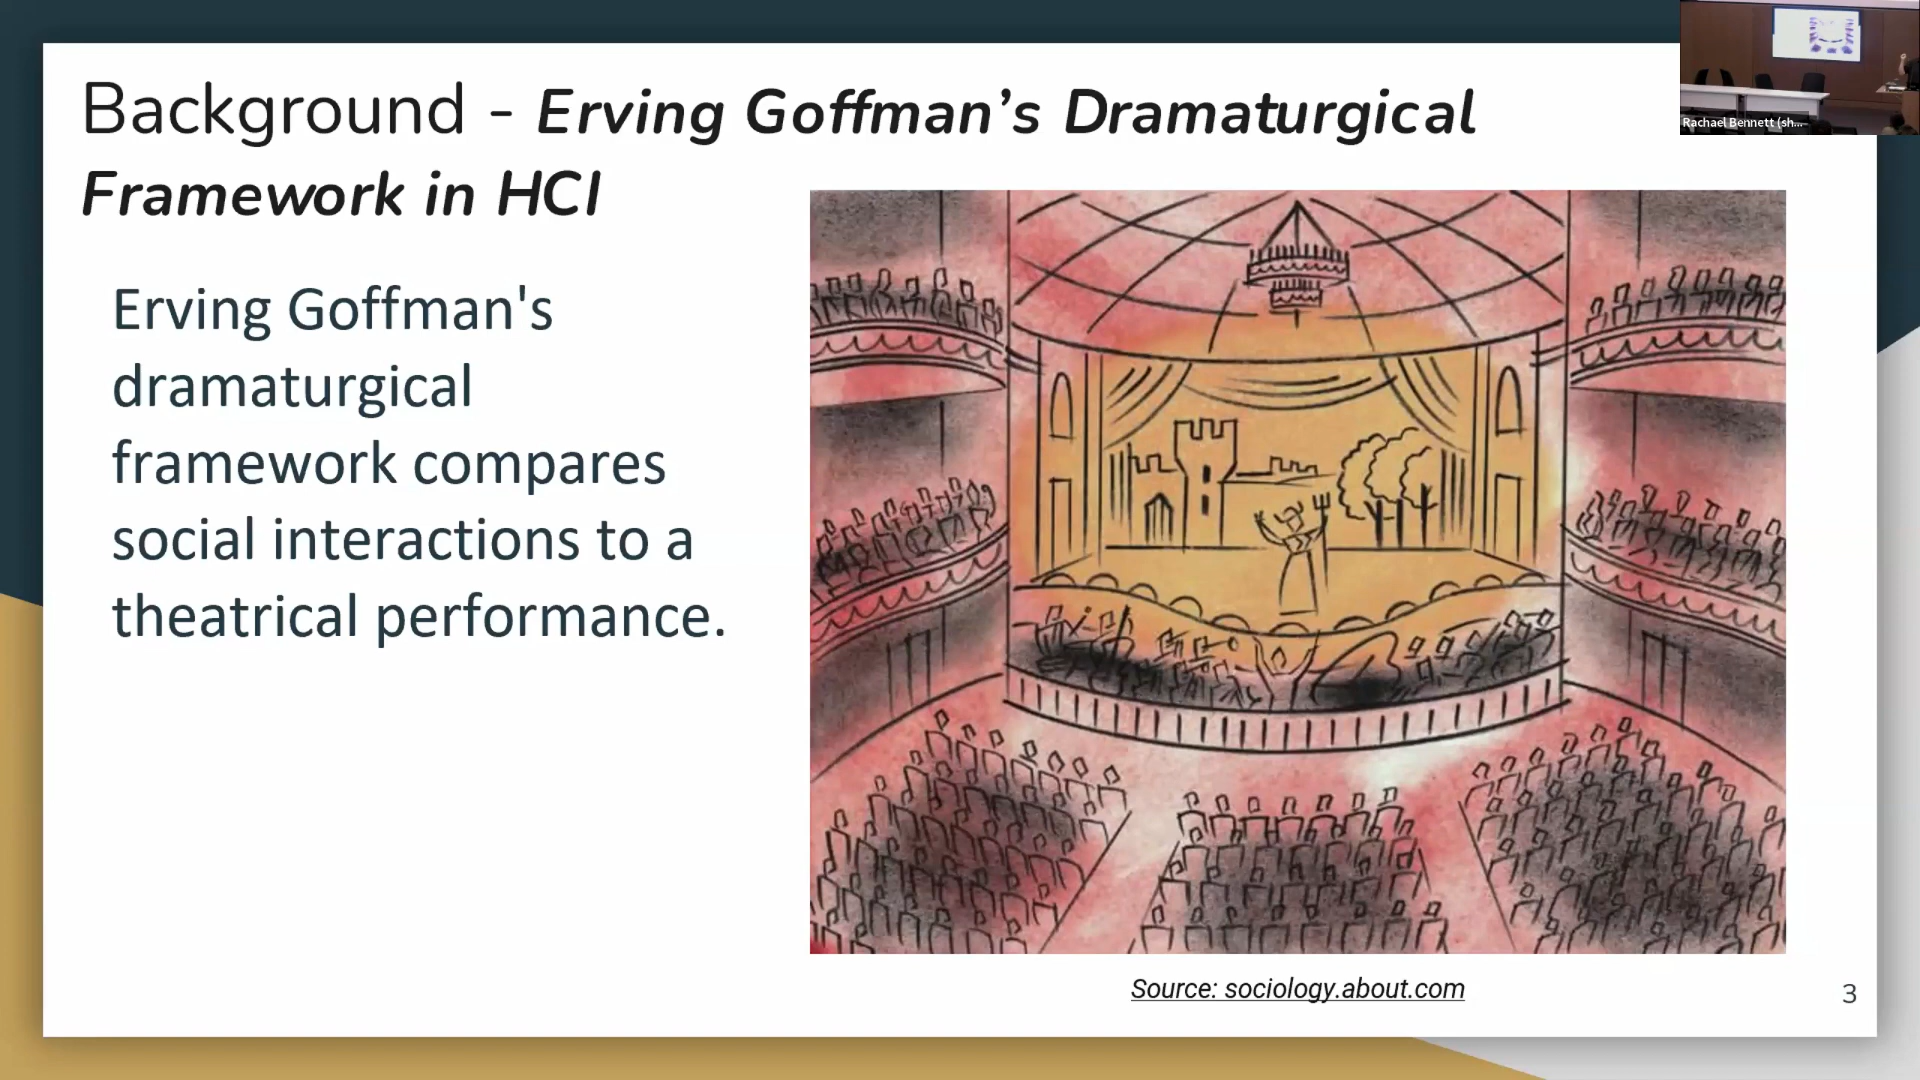 Background - Erving Goffman’s Dramaturgical
Framework in HCI
Rachael Bennett (sh...
Erving Goffman's
dramaturgical
framework compares
social interactions to a
theatrical performance.
Source: sociology.about.com
3